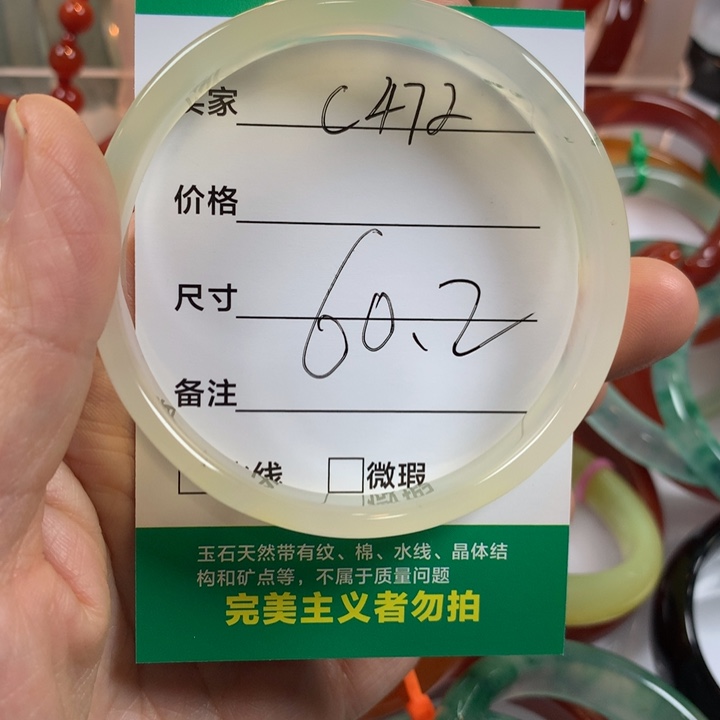 家 C472
价格
尺寸 60.2
备注
线 □微瑕
玉石天然带有纹、棉、水线、晶体结
构和矿点等，不属于质量问题
完美主义者勿拍